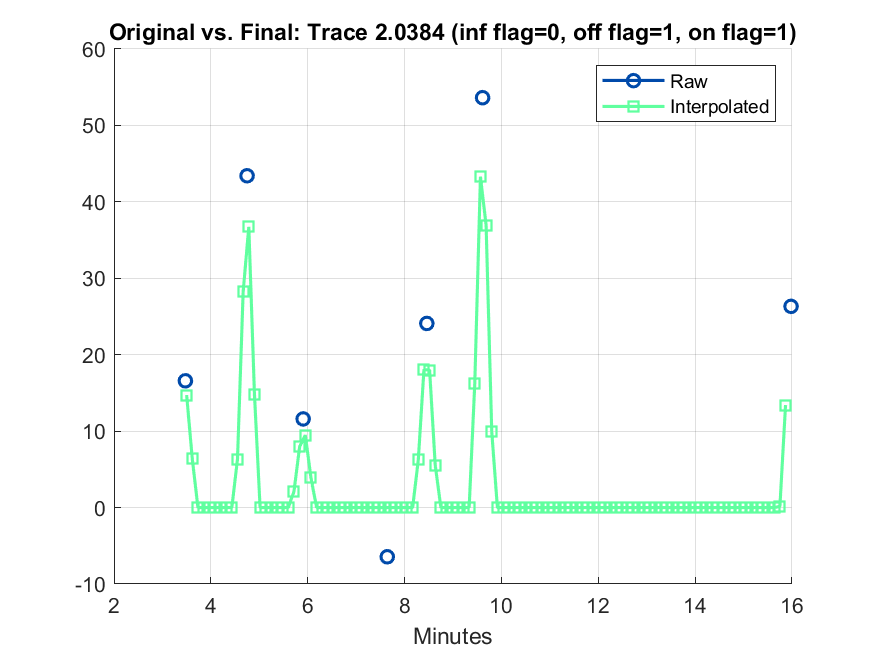 Original vs. Final: Trace 2.0384 (inf flag=0, off flag=1, on flag=1)
60
50
40
30
20
10
0
-10
Raw
Interpolated
2 4 6 8 10 12 14 16
Minutes